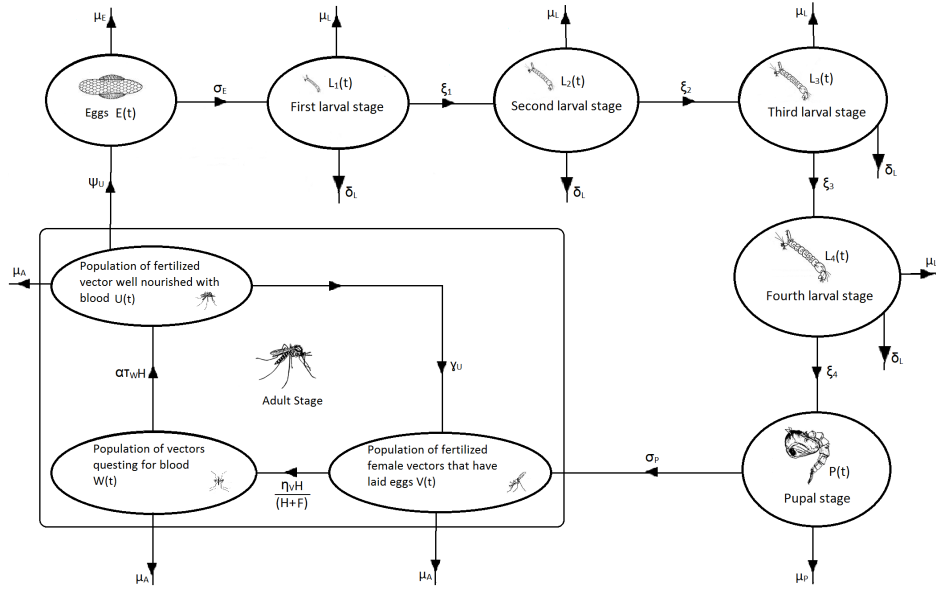 μE
μL
μL
μL
Eggs E(t)
σE
L1(t)
First larval stage
ξ1
L2(t)
Second larval stage
ξ2
L3(t)
Third larval stage
δL
δL
δL
ψU
ξ3
μA
Population of fertilized
vector well nourished with
blood U(t)
L4(t)
Fourth larval stage
μL
δL
ατWH
Adult Stage
ɣU
ξ4
Population of vectors
questing for blood
W(t)
ηVH
(H+F)
Population of fertilized
female vectors that have
laid eggs V(t)
σP
P(t)
Pupal stage
μA
μA
μP